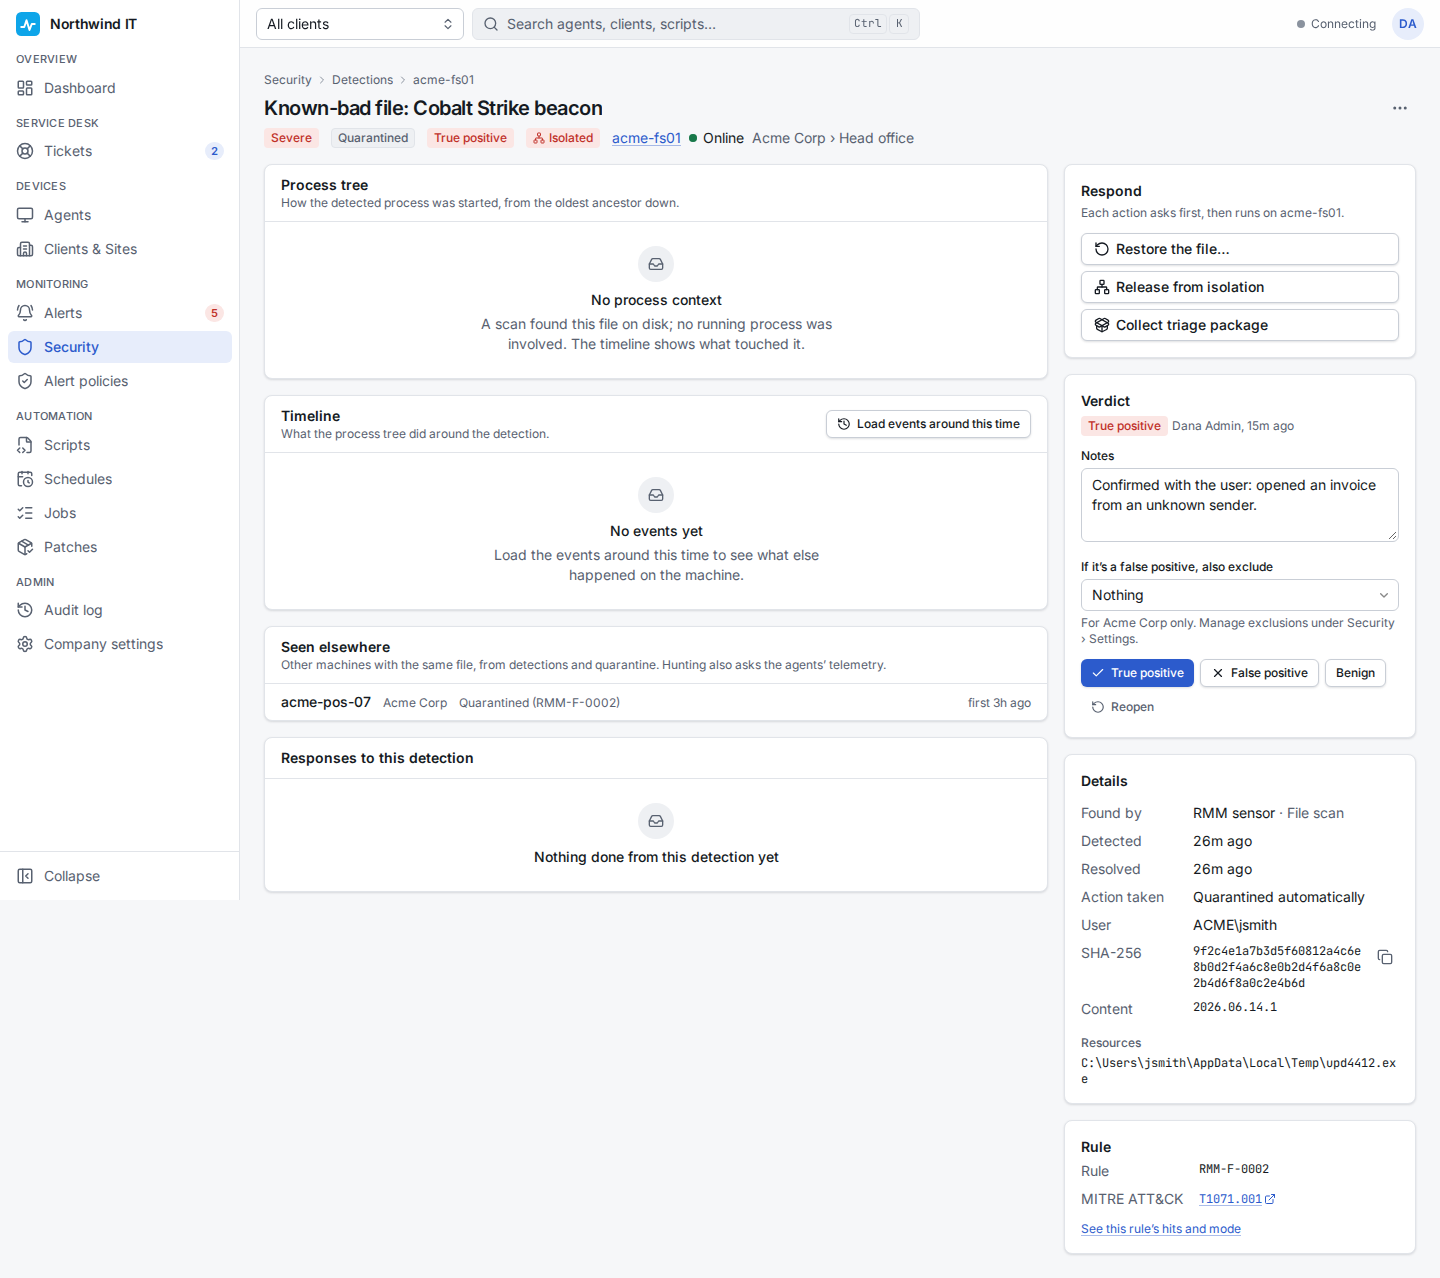 Northwind IT
OVERVIEW
Dashboard
SERVICE DESK
Tickets 2
DEVICES
Agents
Clients & Sites
MONITORING
Alerts 5
Security
Alert policies
AUTOMATION
Scripts
Schedules
Jobs
Patches
ADMIN
Audit log
Company settings
Collapse
All clients
Search agents, clients, scripts... Ctrl K
Connecting DA
Security > Detections > acme-fs01
Known-bad file: Cobalt Strike beacon
Severe Quarantined True positive Isolated acme-fs01 Online Acme Corp › Head office
Process tree
How the detected process was started, from the oldest ancestor down.
No process context
A scan found this file on disk; no running process was
involved. The timeline shows what touched it.
Timeline
What the process tree did around the detection.
Load events around this time
No events yet
Load the events around this time to see what else
happened on the machine.
Seen elsewhere
Other machines with the same file, from detections and quarantine. Hunting also asks the agents’ telemetry.
acme-pos-07 Acme Corp Quarantined (RMM-F-0002) first 3h ago
Responses to this detection
Nothing done from this detection yet
Respond
Each action asks first, then runs on acme-fs01.
Restore the file...
Release from isolation
Collect triage package
Verdict
True positive Dana Admin, 15m ago
Notes
Confirmed with the user: opened an invoice
from an unknown sender.
If it’s a false positive, also exclude
Nothing
For Acme Corp only. Manage exclusions under Security
› Settings.
True positive False positive Benign
Reopen
Details
Found by RMM sensor · File scan
Detected 26m ago
Resolved 26m ago
Action taken Quarantined automatically
User ACME\jsmith
SHA-256 9f2c4e1a7b3d5f60812a4c6e
8b0d2f4a6c8e0b2d4f6a8c0e
2b4d6f8a0c2e4b6d
Content 2026.06.14.1
Resources
C:\Users\jsmith\AppData\Local\Temp\upd4412.ex
e
Rule
Rule RMM-F-0002
MITRE ATT&CK T1071.001
See this rule’s hits and mode